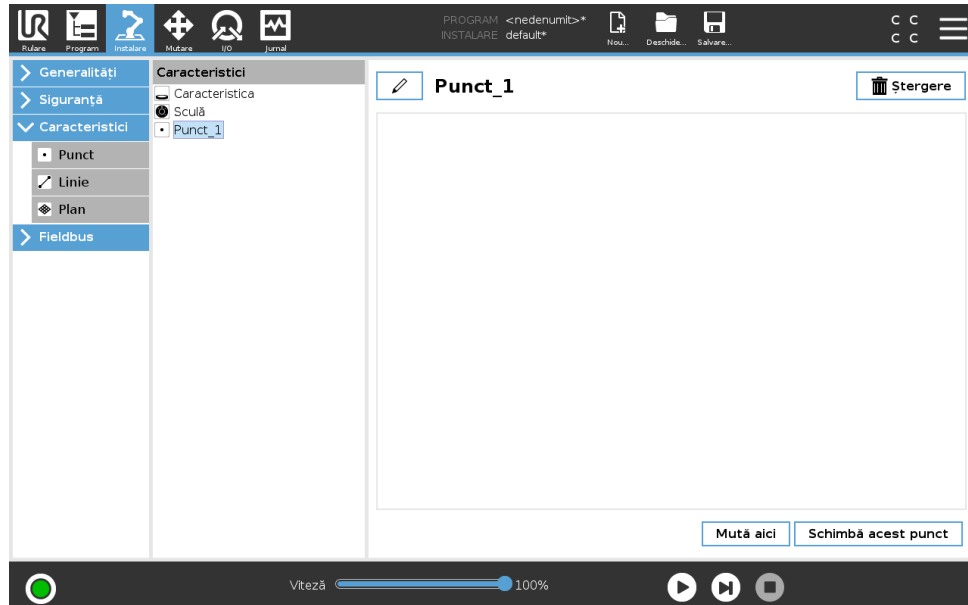 PROGRAM <nedenumit>*
INSTALARE default*
Rulare Program Instalare Mutare I/O Jurnal Nou... Deschide... Salvare...
C C
C C
Generalități
Siguranță
Caracteristici
Punct
Linie
Plan
Fieldbus
Caracteristici
Caracteristica
Sculă
Punct_1
Punct_1
Ștergere
Mută aici
Schimbă acest punct
Viteză 100%